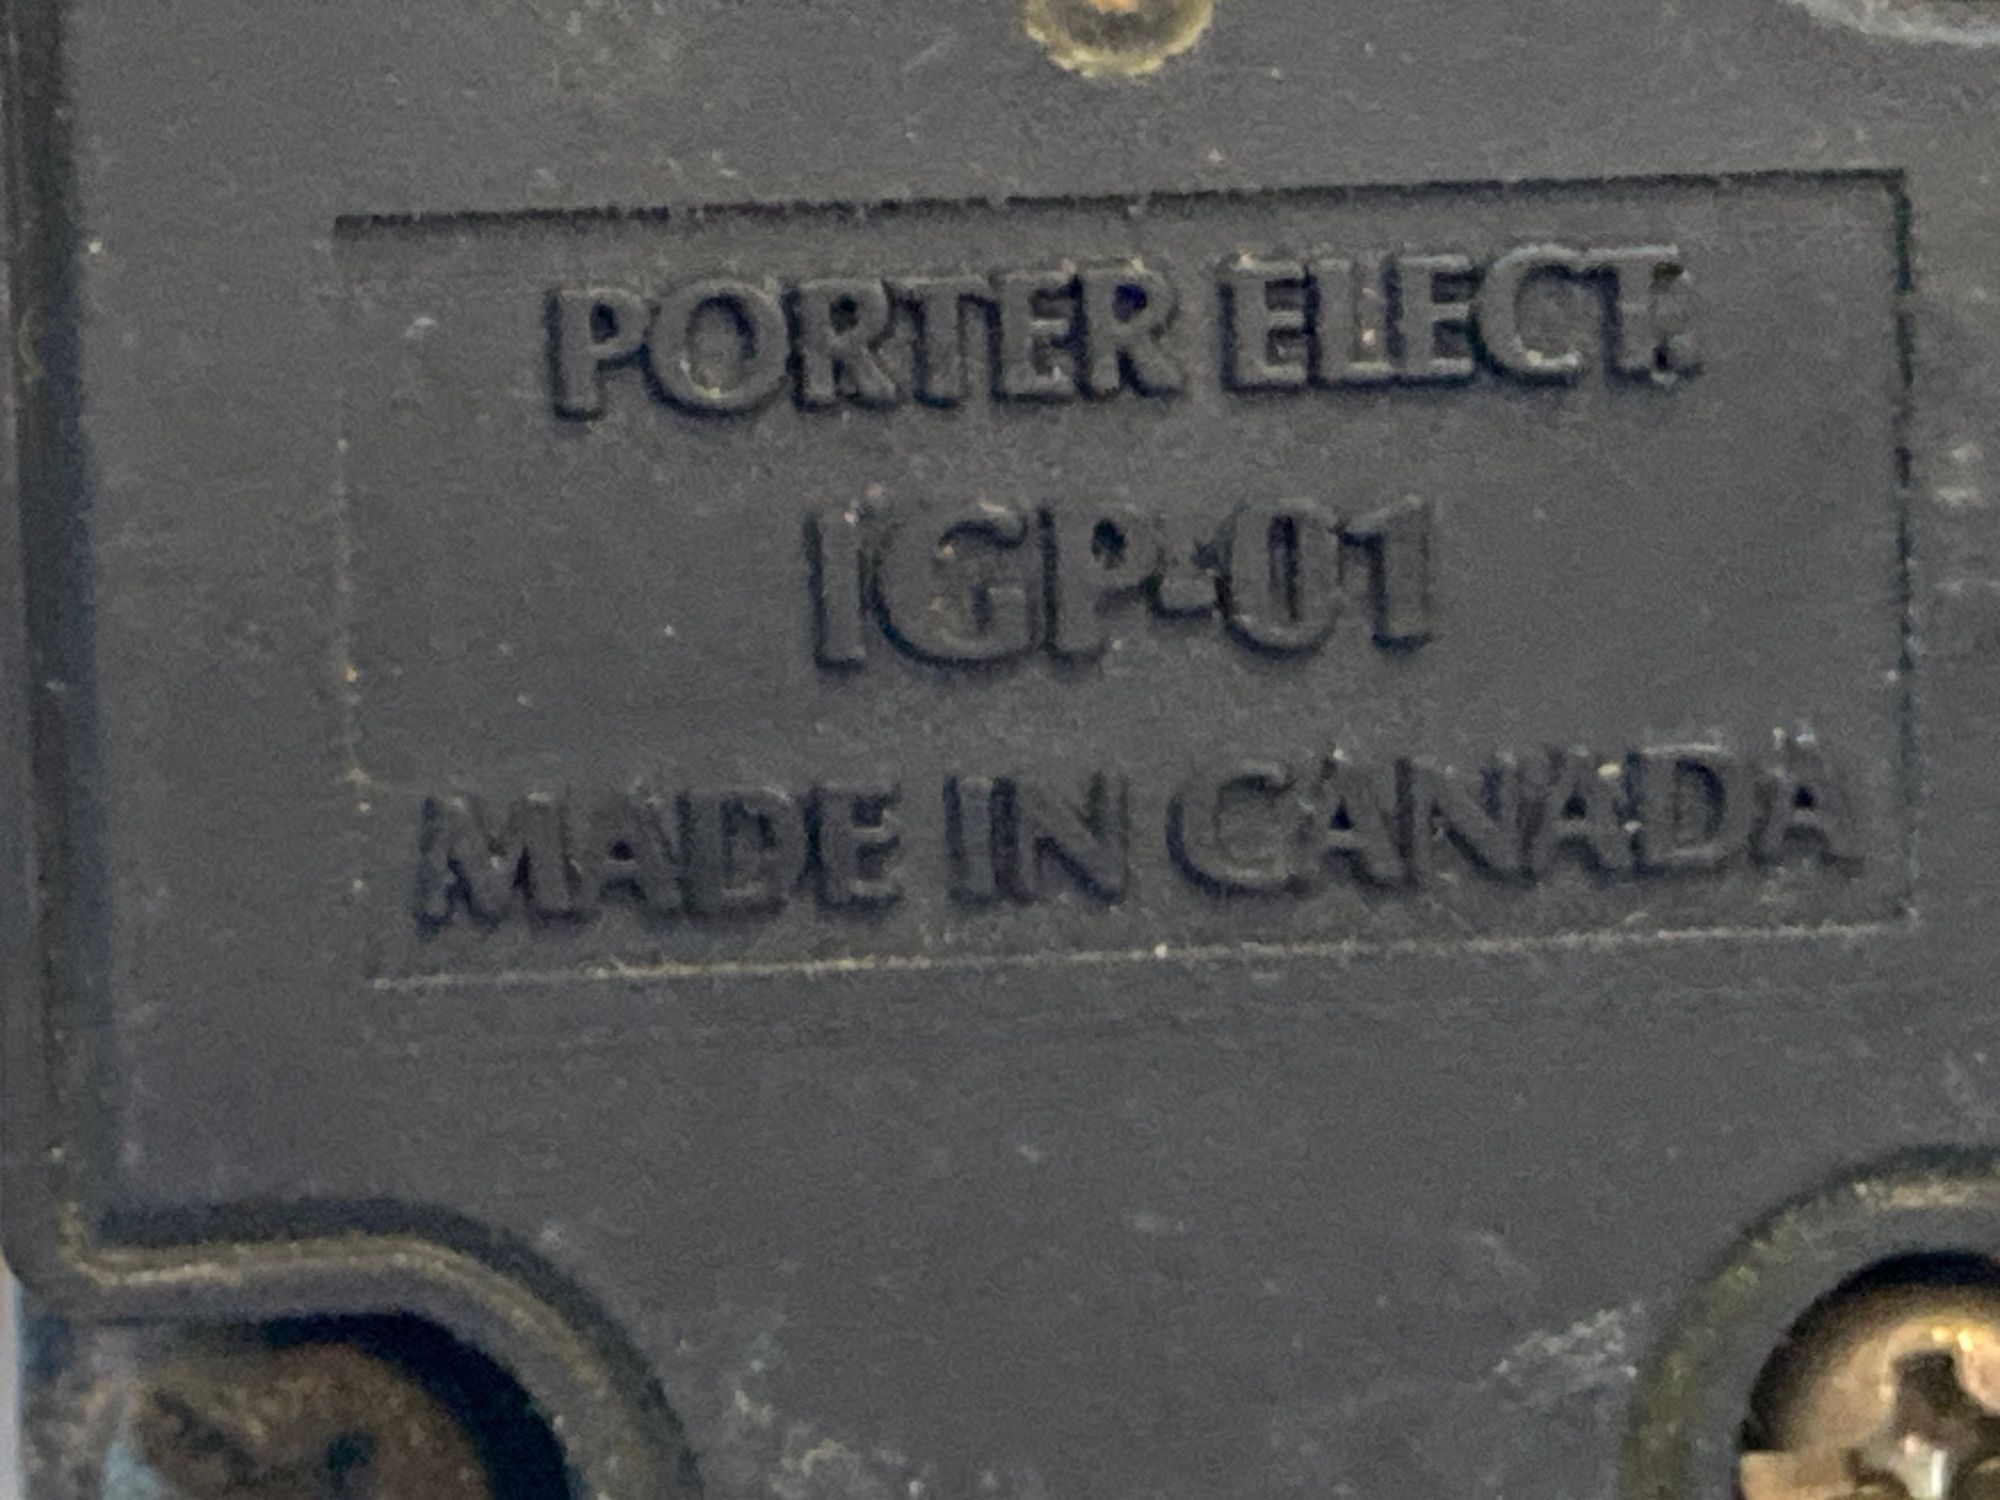 PORTER ELECT.
IGP-01
MADE IN CANADA